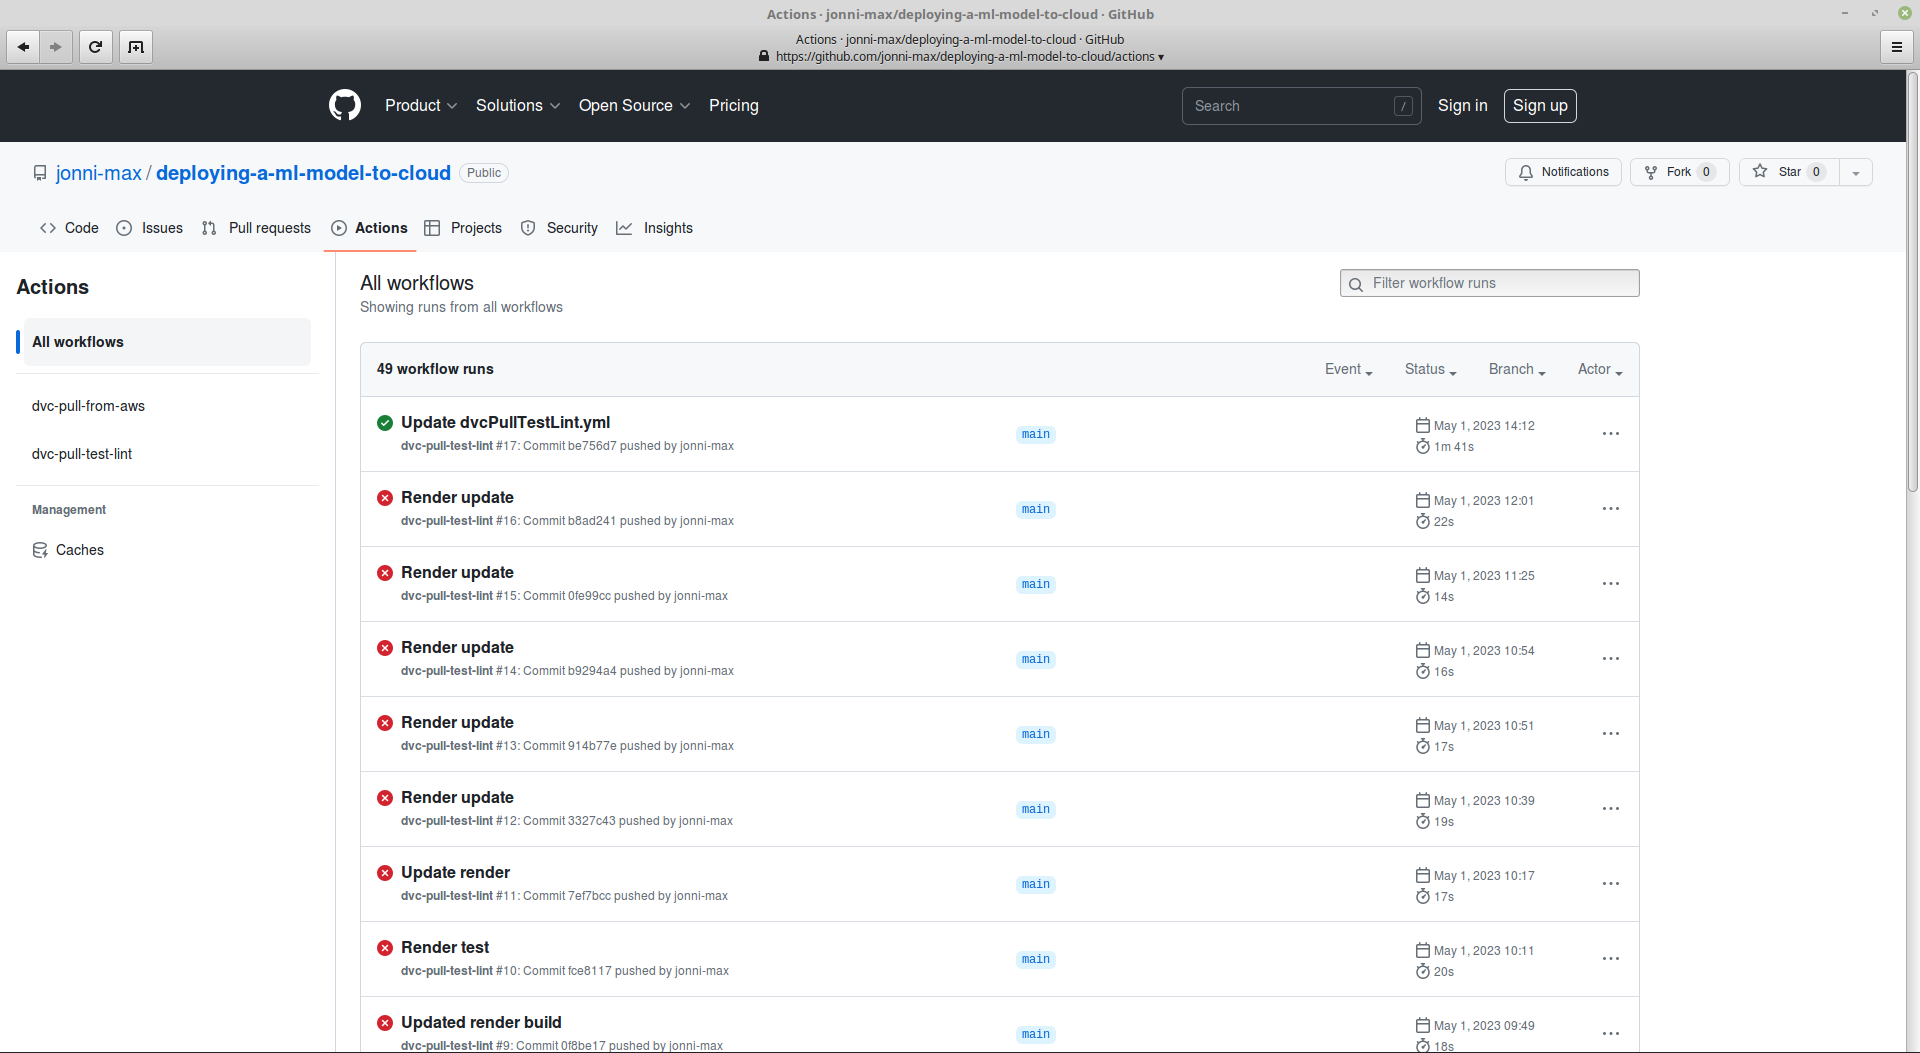 Actions · jonni-max/deploying-a-ml-model-to-cloud · GitHub
Actions · jonni-max/deploying-a-ml-model-to-cloud · GitHub
https://github.com/jonni-max/deploying-a-ml-model-to-cloud/actions ▾
Product Solutions Open Source Pricing Search / Sign in Sign up
jonni-max / deploying-a-ml-model-to-cloud Public Notifications Fork 0 Star 0
Code Issues Pull requests Actions Projects Security Insights
Actions
All workflows
dvc-pull-from-aws
dvc-pull-test-lint
Management
Caches
All workflows
Showing runs from all workflows
Filter workflow runs
49 workflow runs Event Status Branch Actor
Update dvcPullTestLint.yml
dvc-pull-test-lint #17: Commit be756d7 pushed by jonni-max
main
May 1, 2023 14:12
1m 41s
Render update
dvc-pull-test-lint #16: Commit b8ad241 pushed by jonni-max
main
May 1, 2023 12:01
22s
Render update
dvc-pull-test-lint #15: Commit 0fe99cc pushed by jonni-max
main
May 1, 2023 11:25
14s
Render update
dvc-pull-test-lint #14: Commit b9294a4 pushed by jonni-max
main
May 1, 2023 10:54
16s
Render update
dvc-pull-test-lint #13: Commit 914b77e pushed by jonni-max
main
May 1, 2023 10:51
17s
Render update
dvc-pull-test-lint #12: Commit 3327c43 pushed by jonni-max
main
May 1, 2023 10:39
19s
Update render
dvc-pull-test-lint #11: Commit 7ef7bcc pushed by jonni-max
main
May 1, 2023 10:17
17s
Render test
dvc-pull-test-lint #10: Commit fce8117 pushed by jonni-max
main
May 1, 2023 10:11
20s
Updated render build
dvc-pull-test-lint #9: Commit 0f8be17 pushed by jonni-max
main
May 1, 2023 09:49
18s